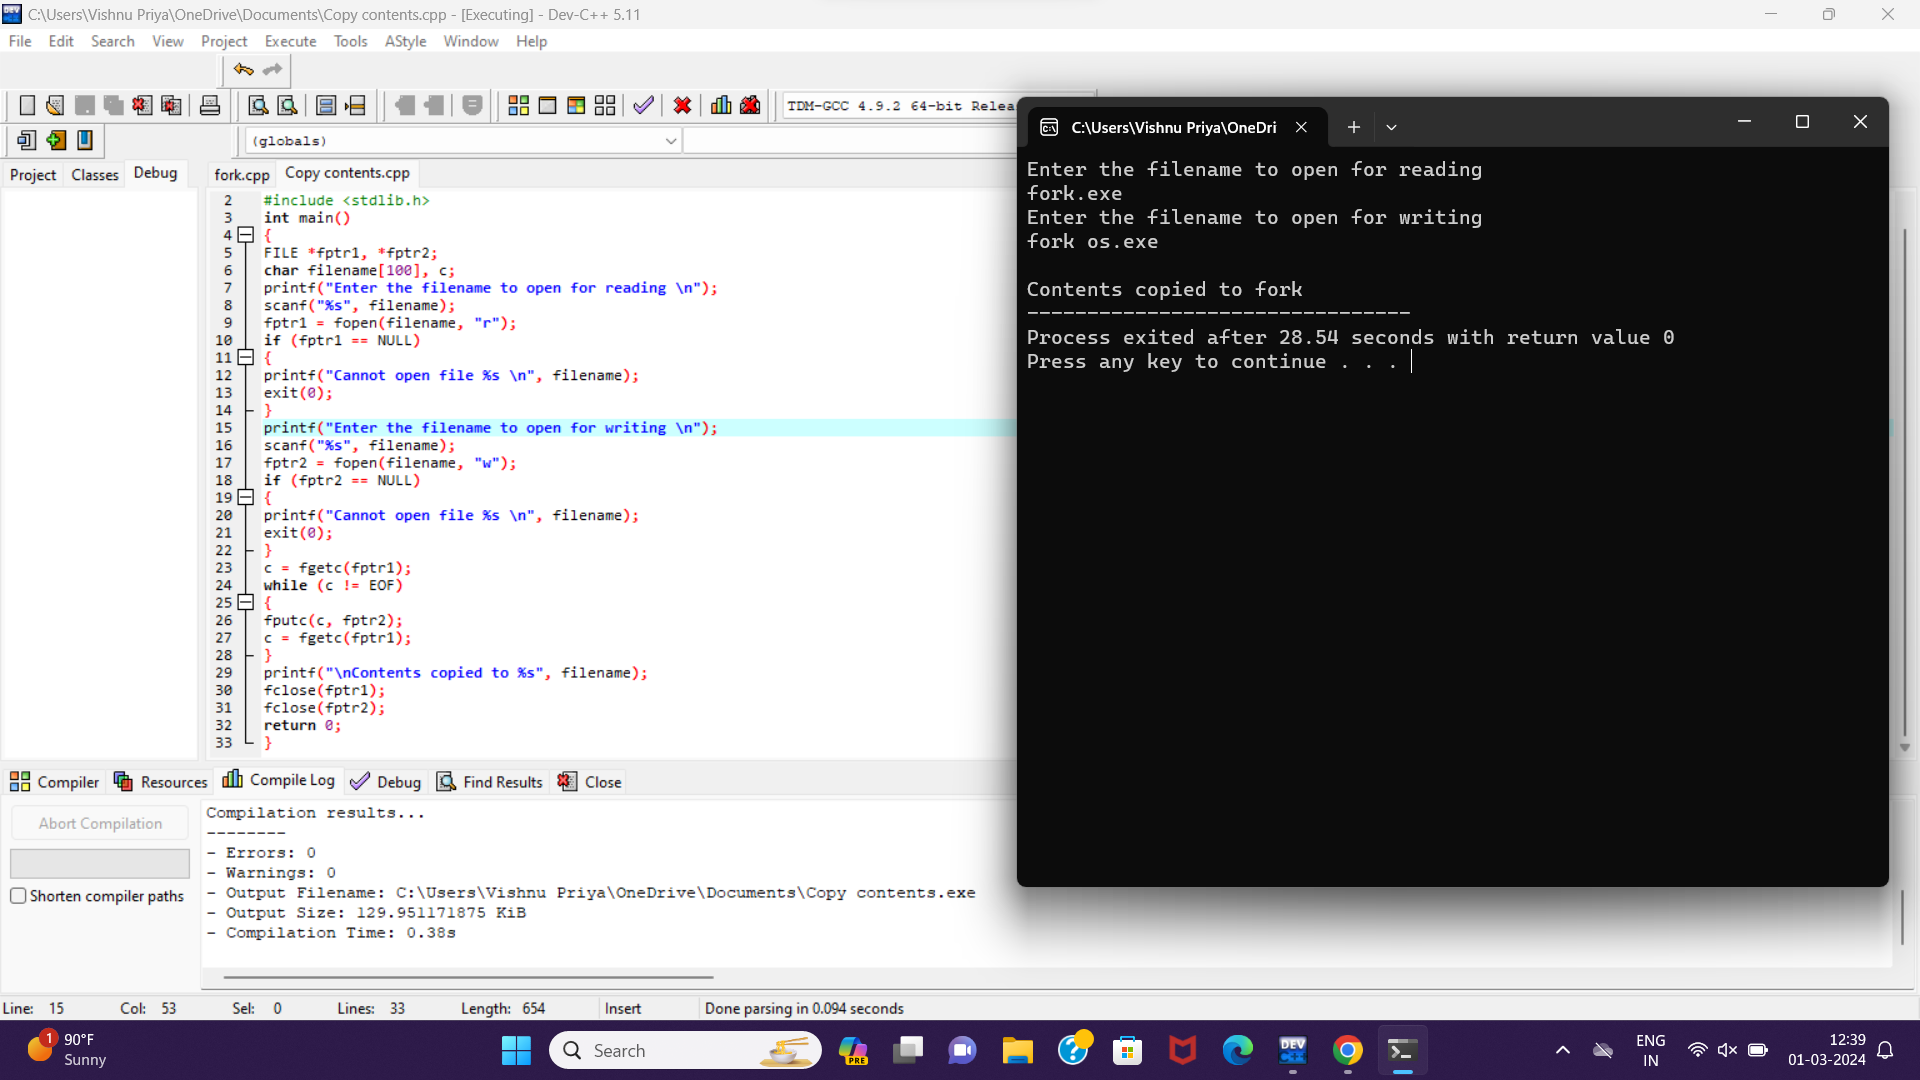 C:\Users\Vishnu Priya\OneDrive\Documents\Copy contents.cpp - [Executing] - Dev-C++ 5.11
File Edit Search View Project Execute Tools AStyle Window Help
TDM-GCC 4.9.2 64-bit Relea
(globals)
Project Classes Debug
fork.cpp Copy contents.cpp
2 #include <stdlib.h>
3 int main()
4 {
5 FILE *fptr1, *fptr2;
6 char filename[100], c;
7 printf("Enter the filename to open for reading \n");
8 scanf("%s", filename);
9 fptr1 = fopen(filename, "r");
10 if (fptr1 == NULL)
11 {
12 printf("Cannot open file %s \n", filename);
13 exit(0);
14 }
15 printf("Enter the filename to open for writing \n");
16 scanf("%s", filename);
17 fptr2 = fopen(filename, "w");
18 if (fptr2 == NULL)
19 {
20 printf("Cannot open file %s \n", filename);
21 exit(0);
22 }
23 c = fgetc(fptr1);
24 while (c != EOF)
25 {
26 fputc(c, fptr2);
27 c = fgetc(fptr1);
28 }
29 printf("\nContents copied to %s", filename);
30 fclose(fptr1);
31 fclose(fptr2);
32 return 0;
33 }
C:\Users\Vishnu Priya\OneDri
Enter the filename to open for reading
fork.exe
Enter the filename to open for writing
fork os.exe
Contents copied to fork
--------------------------------
Process exited after 28.54 seconds with return value 0
Press any key to continue . . .
Compiler Resources Compile Log Debug Find Results Close
Abort Compilation
Shorten compiler paths
Compilation results...
--------
- Errors: 0
- Warnings: 0
- Output Filename: C:\Users\Vishnu Priya\OneDrive\Documents\Copy contents.exe
- Output Size: 129.951171875 KiB
- Compilation Time: 0.38s
Line: 15 Col: 53 Sel: 0 Lines: 33 Length: 654 Insert Done parsing in 0.094 seconds
1
90°F
Sunny
Search
PRE
DEV
C++
ENG
IN
12:39
01-03-2024